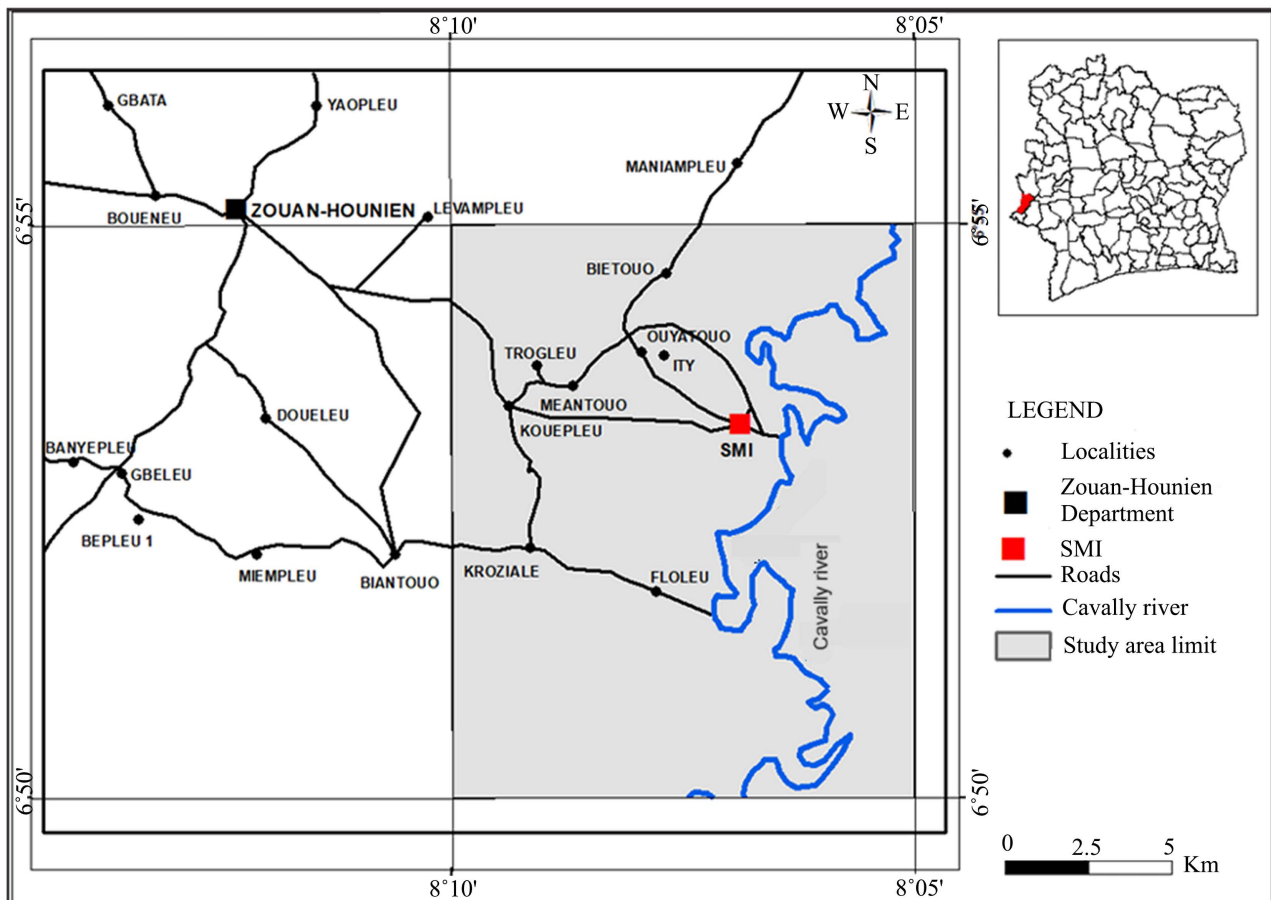 8°10'
8°05'
GBATA
YAOPLEU
N
W
E
S
MANIAMPLEU
BOUENEU
ZOUAN-HOUNIEN
LEVAMPLEU
6°55'
6°55'
BIETOUO
OUYATOUO
ITY
TROGLEU
MEANTOUO
KOUEPLEU
SMI
DOUELEU
BANYEPLEU
GBELEU
BEPLEU 1
MIEMPLEU
BIANTOUO
KROZIALE
FLOLEU
Cavally river
6°50'
6°50'
8°10'
8°05'
LEGEND
Localities
Zouan-Hounien
Department
SMI
Roads
Cavally river
Study area limit
0
2.5
5
Km